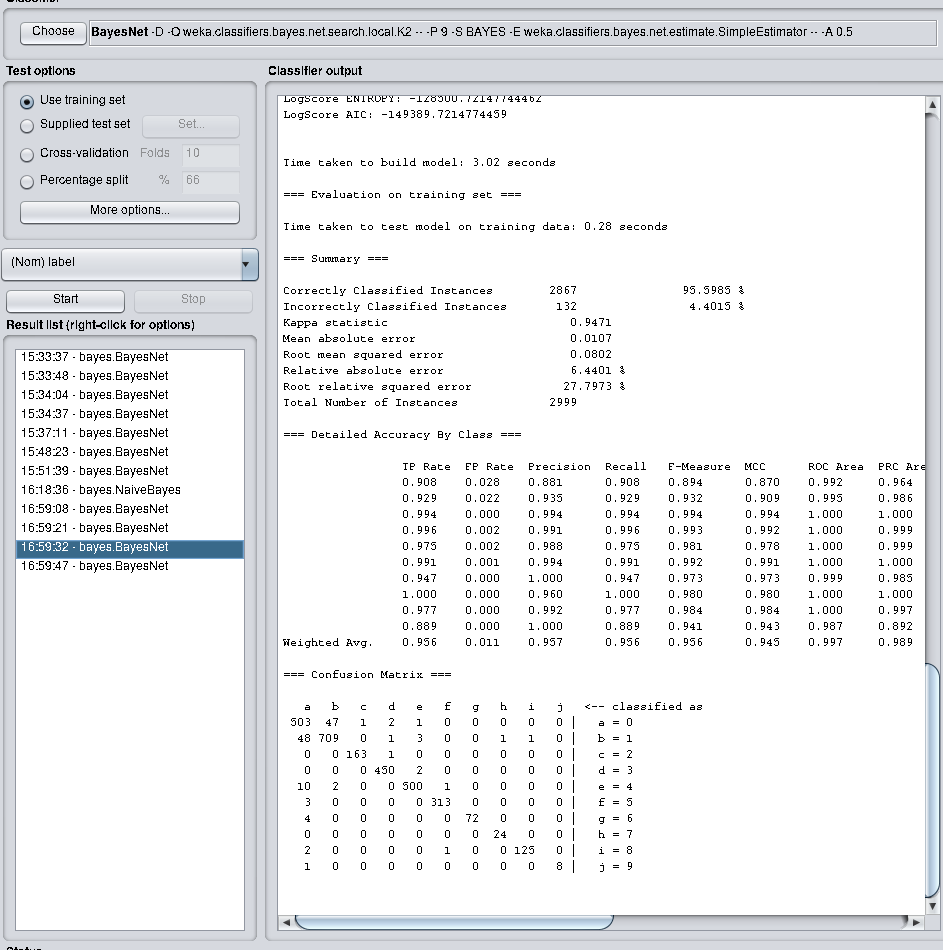 Choose BayesNet -D -Q weka.classifiers.bayes.net.search.local.K2 -- -P 9 -S BAYES -E weka.classifiers.bayes.net.estimate.SimpleEstimator -- -A 0.5
Test options
Use training set
Supplied test set Set...
Cross-validation Folds 10
Percentage split % 66
More options...
(Nom) label
Start Stop
Result list (right-click for options)
15:33:37 - bayes.BayesNet
15:33:48 - bayes.BayesNet
15:34:04 - bayes.BayesNet
15:34:37 - bayes.BayesNet
15:37:11 - bayes.BayesNet
15:48:23 - bayes.BayesNet
15:51:39 - bayes.BayesNet
16:18:36 - bayes.NaiveBayes
16:59:08 - bayes.BayesNet
16:59:21 - bayes.BayesNet
16:59:32 - bayes.BayesNet
16:59:47 - bayes.BayesNet
Classifier output
LogScore ENTROPY: -128500.72147744462
LogScore AIC: -149389.7214774459
Time taken to build model: 3.02 seconds
=== Evaluation on training set ===
Time taken to test model on training data: 0.28 seconds
=== Summary ===
Correctly Classified Instances 2867 95.5985 %
Incorrectly Classified Instances 132 4.4015 %
Kappa statistic 0.9471
Mean absolute error 0.0107
Root mean squared error 0.0802
Relative absolute error 6.4401 %
Root relative squared error 27.7973 %
Total Number of Instances 2999
=== Detailed Accuracy By Class ===
TP Rate FP Rate Precision Recall F-Measure MCC ROC Area PRC Are
0.908 0.028 0.881 0.908 0.894 0.870 0.992 0.964
0.929 0.022 0.935 0.929 0.932 0.909 0.995 0.986
0.994 0.000 0.994 0.994 0.994 0.994 1.000 1.000
0.996 0.002 0.991 0.996 0.993 0.992 1.000 0.999
0.975 0.002 0.988 0.975 0.981 0.978 1.000 0.999
0.991 0.001 0.994 0.991 0.992 0.991 1.000 1.000
0.947 0.000 1.000 0.947 0.973 0.973 0.999 0.985
1.000 0.000 0.960 1.000 0.980 0.980 1.000 1.000
0.977 0.000 0.992 0.977 0.984 0.984 1.000 0.997
0.889 0.000 1.000 0.889 0.941 0.943 0.987 0.892
Weighted Avg. 0.956 0.011 0.957 0.956 0.956 0.945 0.997 0.989
=== Confusion Matrix ===
a b c d e f g h i j <-- classified as
503 47 1 2 1 0 0 0 0 0 | a = 0
48 709 0 1 3 0 0 1 1 0 | b = 1
0 0 163 1 0 0 0 0 0 0 | c = 2
0 0 0 450 2 0 0 0 0 0 | d = 3
10 2 0 0 500 1 0 0 0 0 | e = 4
3 0 0 0 0 313 0 0 0 0 | f = 5
4 0 0 0 0 0 72 0 0 0 | g = 6
0 0 0 0 0 0 0 24 0 0 | h = 7
2 0 0 0 0 1 0 0 125 0 | i = 8
1 0 0 0 0 0 0 0 0 8 | j = 9